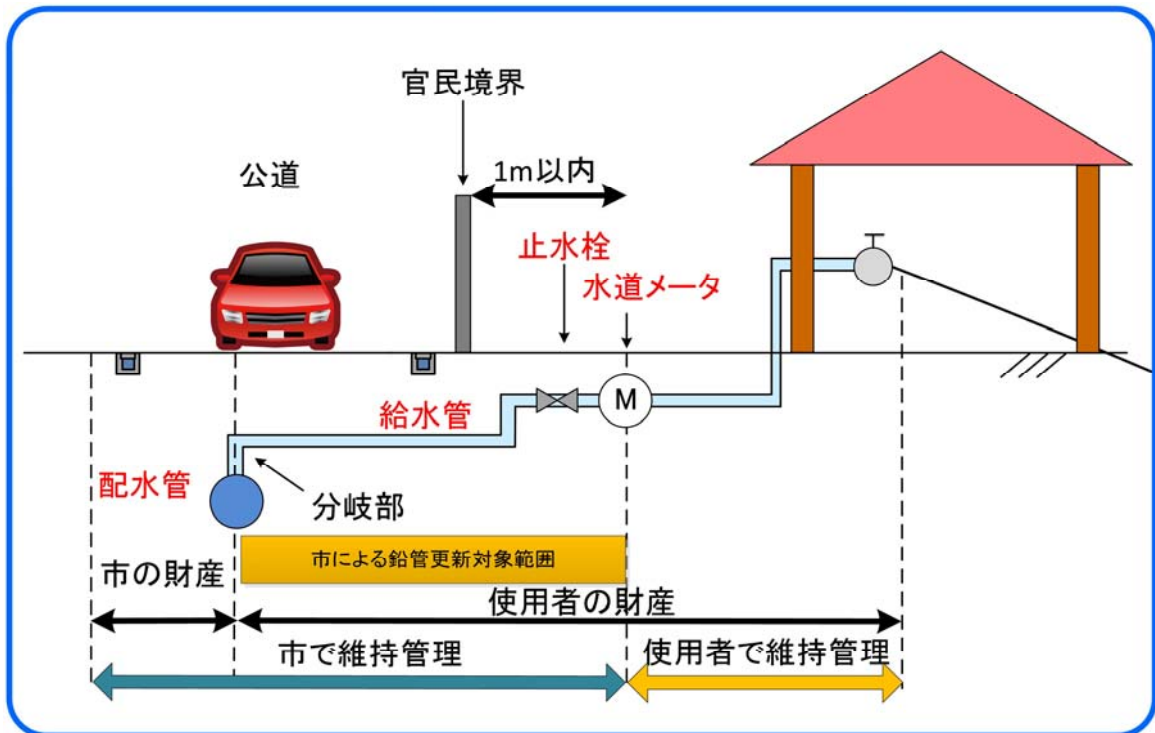 官民境界
公道
1m以内
止水栓
水道メータ
M
給水管
配水管
分岐部
市による鉛管更新対象範囲
市の財産
使用者の財産
市で維持管理
使用者で維持管理